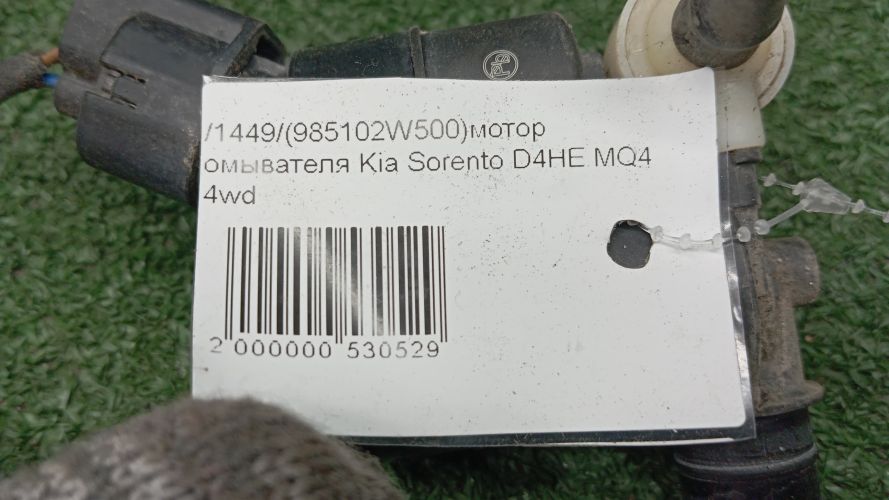 /1449/(985102W500)мотор
омывателя Kia Sorento D4HE MQ4
4wd
2 000000 530529